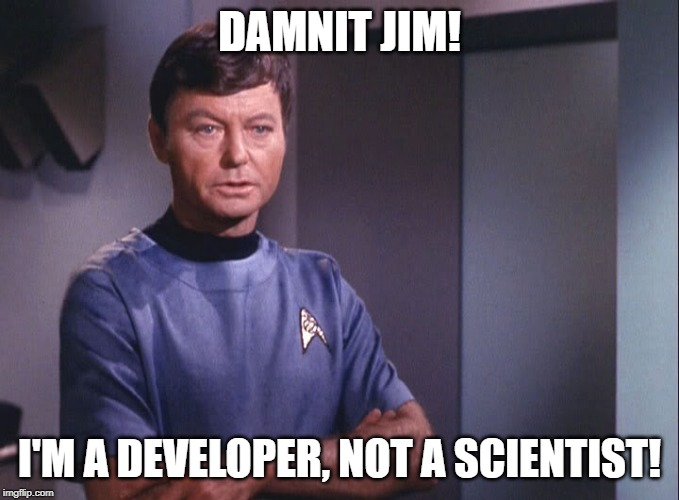 DAMNIT JIM!
I'M A DEVELOPER, NOT A SCIENTIST!
imgflip.com